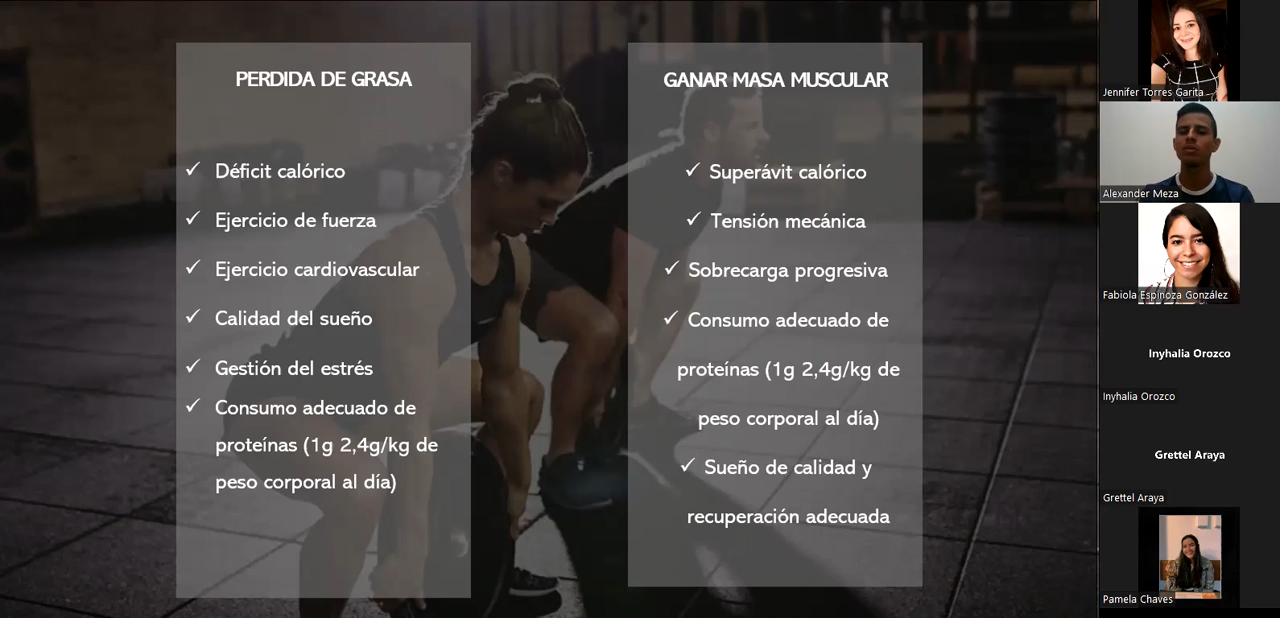 PERDIDA DE GRASA
✓ Déficit calórico
✓ Ejercicio de fuerza
✓ Ejercicio cardiovascular
✓ Calidad del sueño
✓ Gestión del estrés
✓ Consumo adecuado de
proteínas (1g 2,4g/kg de
peso corporal al día)
GANAR MASA MUSCULAR
✓ Superávit calórico
✓ Tensión mecánica
✓ Sobrecarga progresiva
✓ Consumo adecuado de
proteínas (1g 2,4g/kg de
peso corporal al día)
✓ Sueño de calidad y
recuperación adecuada
Jennifer Torres Garita
Alexander Meza
Fabiola Espinoza González
Inyhalia Orozco
Inyhalia Orozco
Grettel Araya
Grettel Araya
Pamela Chaves